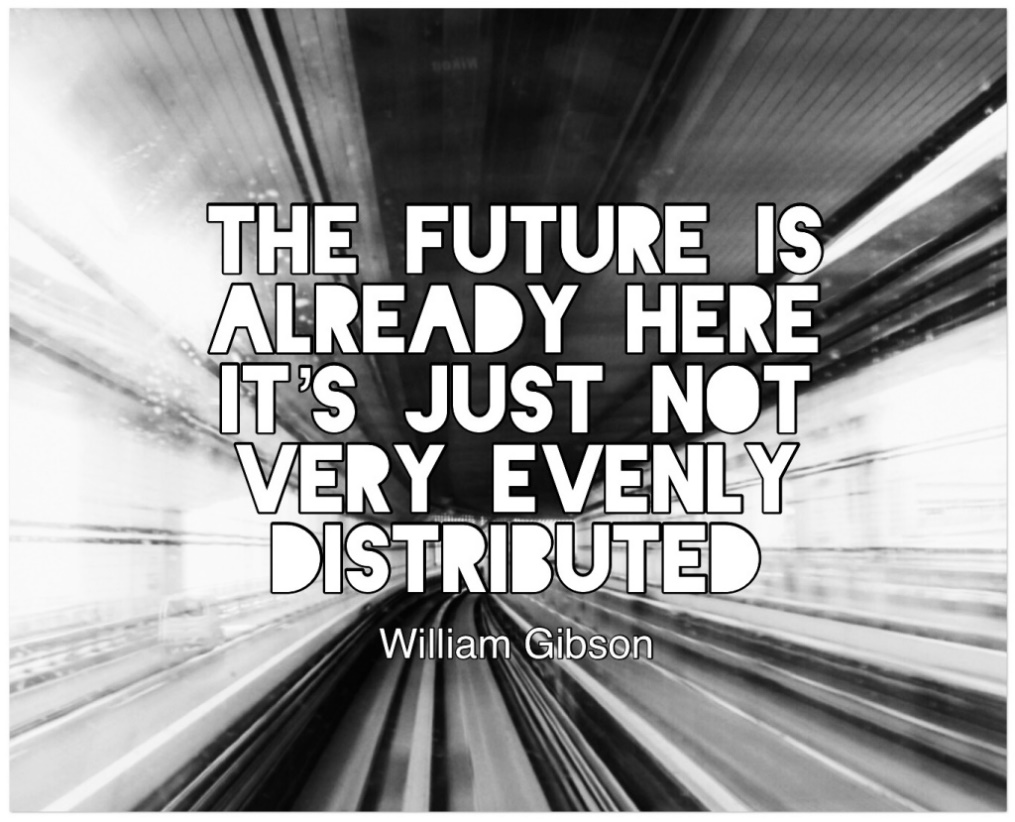 THE FUTURE IS
ALREADY HERE
IT'S JUST NOT
VERY EVENLY
DISTRIBUTED
William Gibson